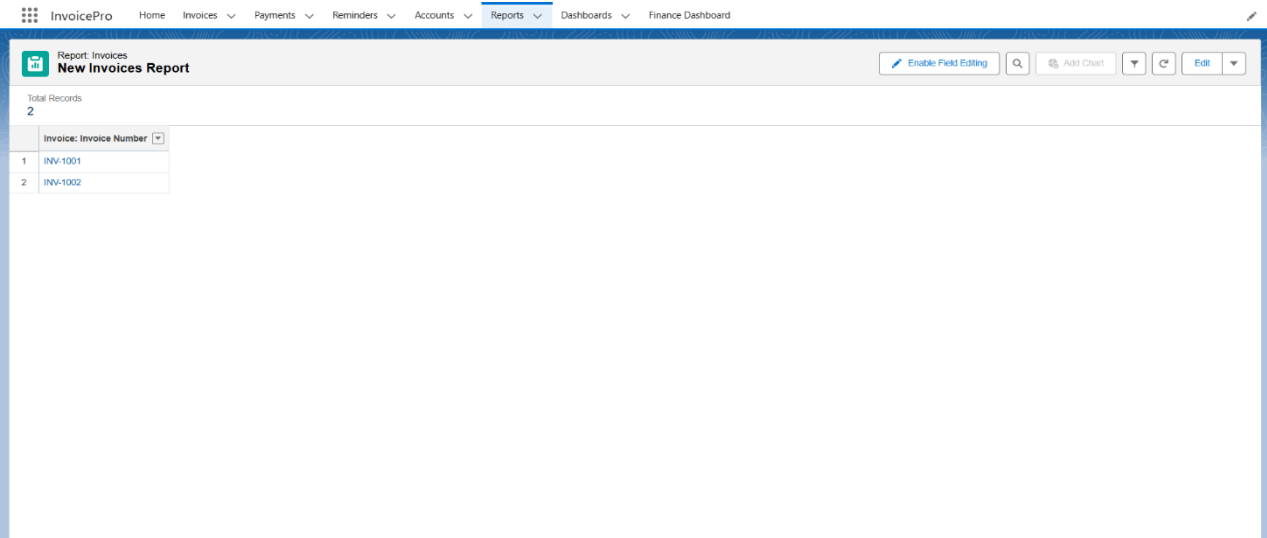 InvoicePro Home Invoices Payments Reminders Accounts Reports Dashboards Finance Dashboard
Report: Invoices
New Invoices Report
Enable Field Editing Add Chart Edit
Total Records
2
Invoice: Invoice Number
1 INV-1001
2 INV-1002